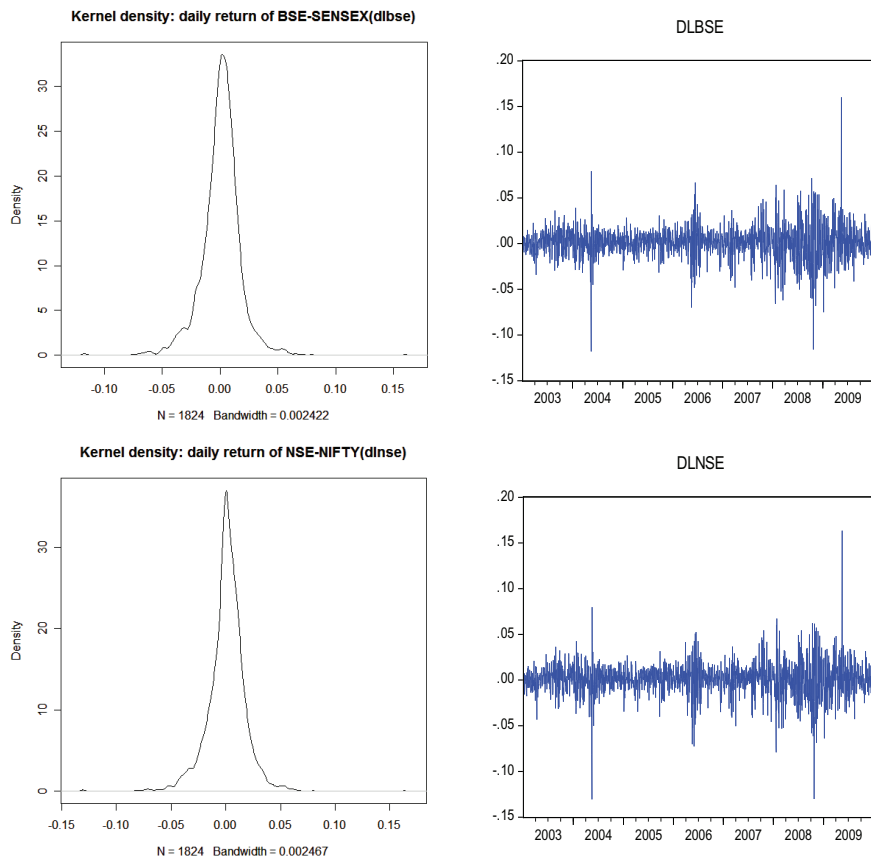 Kernel density: daily return of BSE-SENSEX(dlbse)
Density
0 5 10 15 20 25 30
-0.10 -0.05 0.00 0.05 0.10 0.15
N = 1824 Bandwidth = 0.002422
DLBSE
.20
.15
.10
.05
.00
-.05
-.10
-.15
2003 2004 2005 2006 2007 2008 2009
Kernel density: daily return of NSE-NIFTY(dlnse)
Density
0 10 20 30
-0.15 -0.10 -0.05 0.00 0.05 0.10 0.15
N = 1824 Bandwidth = 0.002467
DLNSE
.20
.15
.10
.05
.00
-.05
-.10
-.15
2003 2004 2005 2006 2007 2008 2009